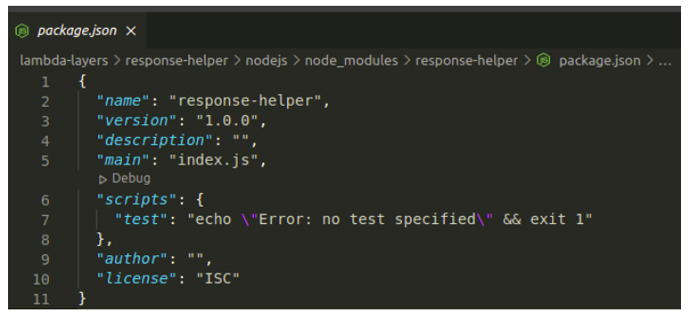 package.json ×
lambda-layers > response-helper > nodejs > node_modules > response-helper > package.json > ...
1 {
2 "name": "response-helper",
3 "version": "1.0.0",
4 "description": "",
5 "main": "index.js",
Debug
6 "scripts": {
7 "test": "echo \"Error: no test specified\" && exit 1"
8 },
9 "author": "",
10 "license": "ISC"
11 }